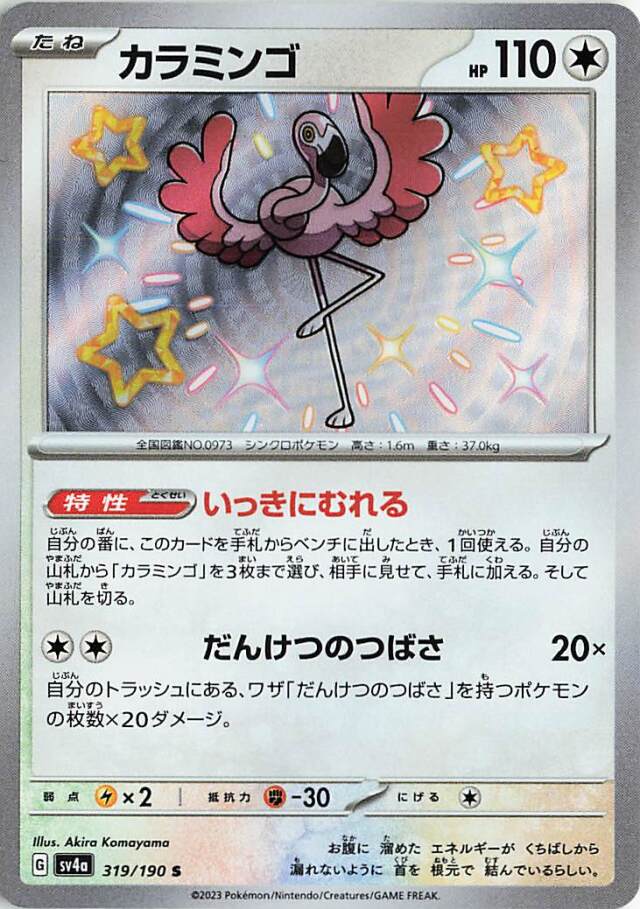 たね
カラミンゴ
HP 110
全国図鑑NO.0973 シンクロポケモン 高さ:1.6m 重さ:37.0kg
特性 とくせい いっきにむれる
自分の番に、このカードを手札からベンチに出したとき、1回使える。自分の
山札から「カラミンゴ」を3枚まで選び、相手に見せて、手札に加える。そして
山札を切る。
だんけつのつばさ 20×
自分のトラッシュにある、ワザ「だんけつのつばさ」を持つポケモン
の枚数×20ダメージ。
弱点 ×2 抵抗力 -30 にげる
Illus. Akira Komayama
お腹に 溜めた エネルギーが くちばしから
G sv4a 319/190 S
漏れないように 首を 根元で 結んでいるらしい。
©2023 Pokémon/Nintendo/Creatures/GAME FREAK.